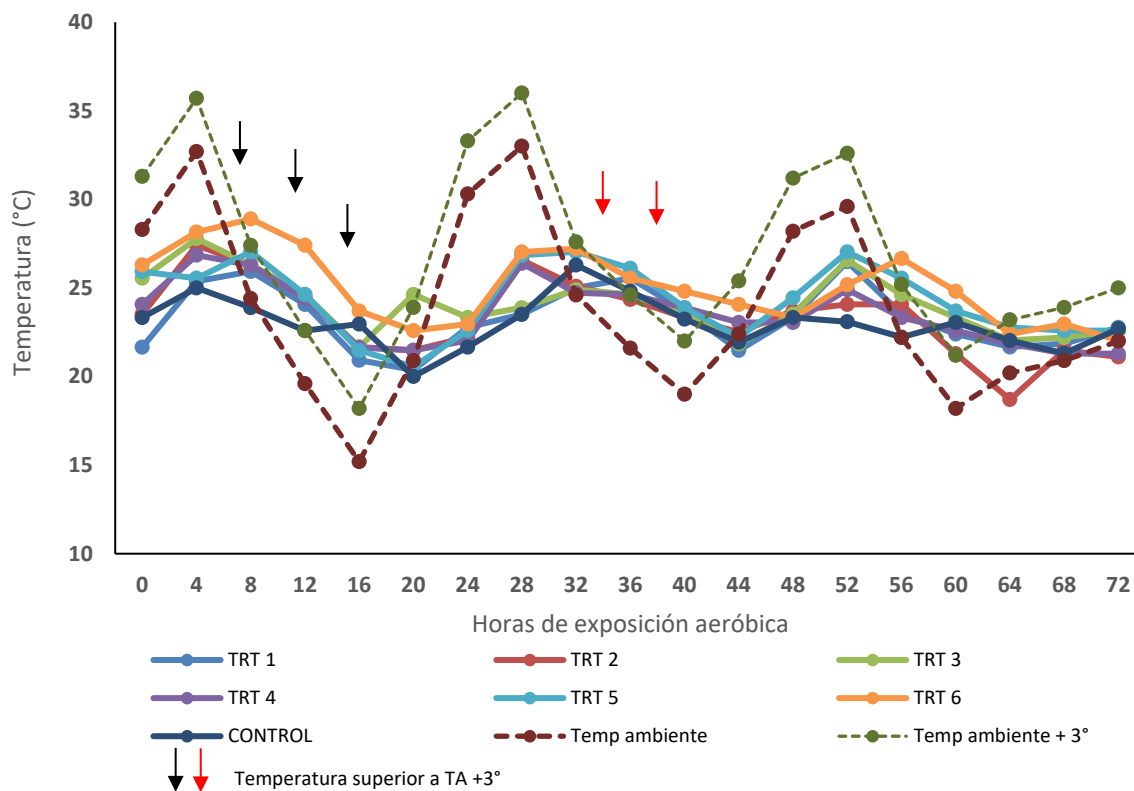 40
35
30
25
20
15
10
Temperatura (°C)
0 4 8 12 16 20 24 28 32 36 40 44 48 52 56 60 64 68 72
Horas de exposición aeróbica
TRT 1 TRT 2 TRT 3
TRT 4 TRT 5 TRT 6
CONTROL Temp ambiente Temp ambiente + 3°
Temperatura superior a TA +3°